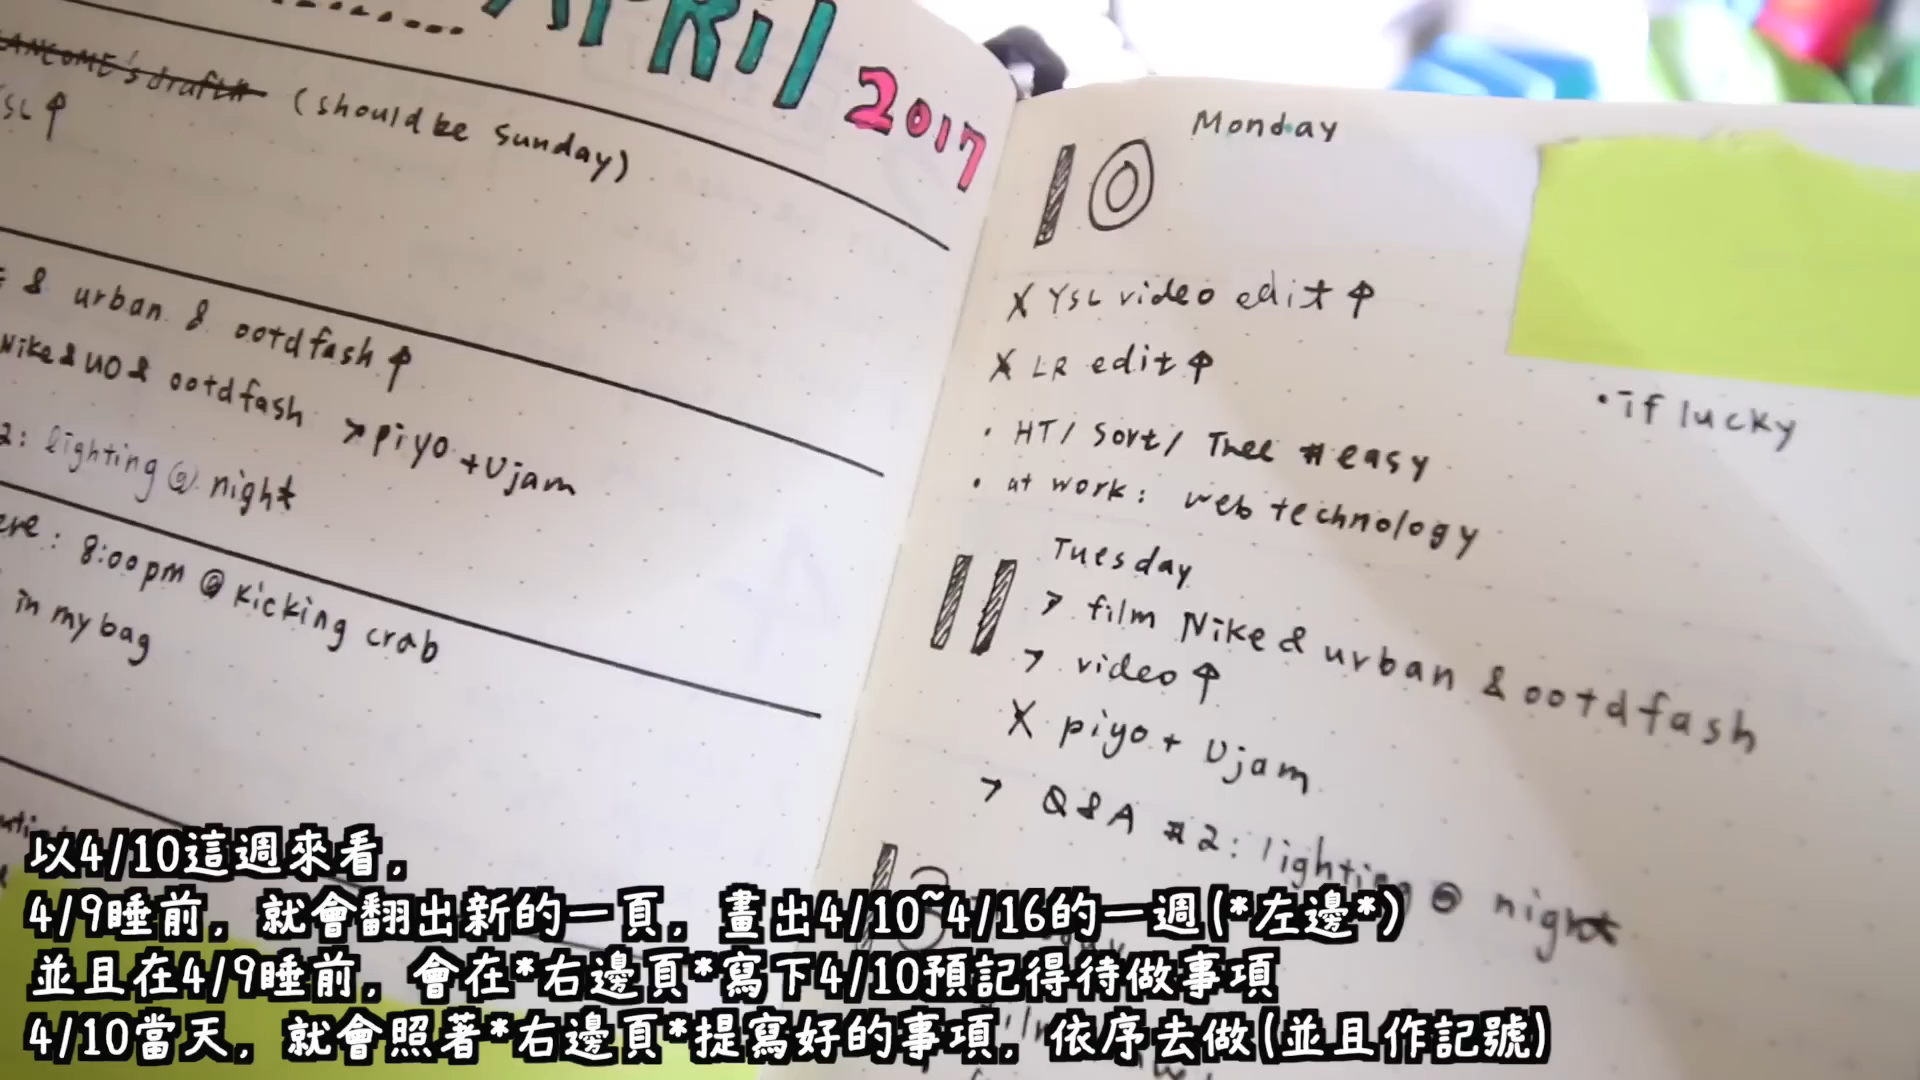 APRil
2017
LANCOME's draft (should be sunday)
YSL ↑
& urban & ootdfash ↑
Nike & UO & ootdfash > piyo + Ujam
2: lighting @ night
8:00pm @ kicking crab
in my bag
Monday
10
X YSL video edit ↑
X LR edit ↑
• HT / Sort / Tree # easy
• at work: web technology
• if lucky
Tuesday
11
> film Nike & urban & ootdfash
> video ↑
X piyo + Ujam
> Q&A #2: lighting @ night
以4/10這週來看，
4/9睡前，就會翻出新的一頁，畫出4/10~4/16的一週(*左邊*)
並且在4/9睡前，會在*右邊頁*寫下4/10預記得待做事項
4/10當天，就會照著*右邊頁*提寫好的事項，依序去做(並且作記號)